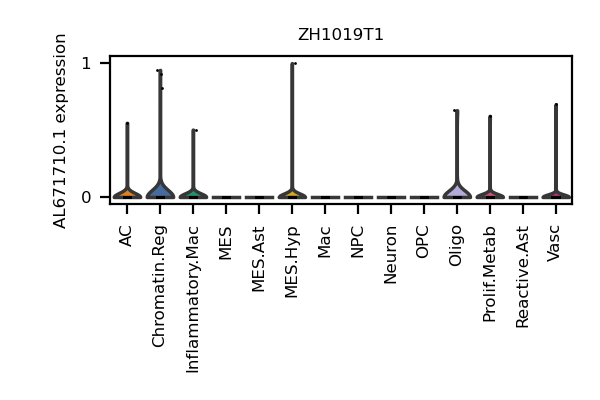 ZH1019T1
AL671710.1 expression
1
0
AC
Chromatin.Reg
Inflammatory.Mac
MES
MES.Ast
MES.Hyp
Mac
NPC
Neuron
OPC
Oligo
Prolif.Metab
Reactive.Ast
Vasc